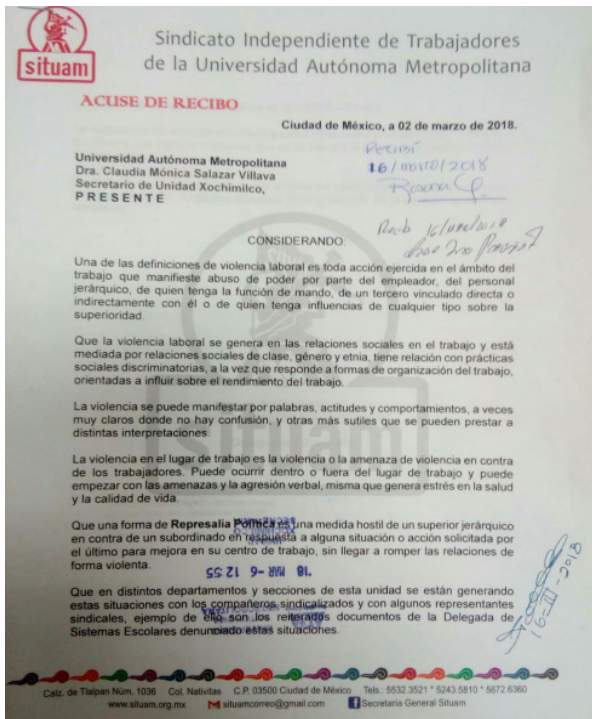 situam
Sindicato Independiente de Trabajadores
de la Universidad Autónoma Metropolitana
ACUSE DE RECIBO
Ciudad de México, a 02 de marzo de 2018.
Recibí
16/marzo/2018
Universidad Autónoma Metropolitana
Dra. Claudia Mónica Salazar Villava
Secretario de Unidad Xochimilco,
PRESENTE
CONSIDERANDO:
Una de las definiciones de violencia laboral es toda acción ejercida en el ámbito del
trabajo que manifieste abuso de poder por parte del empleador, del personal
jerárquico, de quien tenga la función de mando, de un tercero vinculado directa o
indirectamente con él o de quien tenga influencias de cualquier tipo sobre la
superioridad.
Que la violencia laboral se genera en las relaciones sociales en el trabajo y está
mediada por relaciones sociales de clase, género y etnia, tiene relación con prácticas
sociales discriminatorias, a la vez que responde a formas de organización del trabajo,
orientadas a influir sobre el rendimiento del trabajo.
La violencia se puede manifestar por palabras, actitudes y comportamientos, a veces
muy claros donde no hay confusión, y otras más sutiles que se pueden prestar a
distintas interpretaciones.
La violencia en el lugar de trabajo es la violencia o la amenaza de violencia en contra
de los trabajadores. Puede ocurrir dentro o fuera del lugar de trabajo y puede
empezar con las amenazas y la agresión verbal, misma que genera estrés en la salud
y la calidad de vida.
Que una forma de Represalia Política es una medida hostil de un superior jerárquico
en contra de un subordinado en respuesta a alguna situación o acción solicitada por
el último para mejora en su centro de trabajo, sin llegar a romper las relaciones de
forma violenta.
'18 MAR -6 12:55
Que en distintos departamentos y secciones de esta unidad se están generando
estas situaciones con los compañeros sindicalizados y con algunos representantes
sindicales, ejemplo de ello son los reiterados documentos de la Delegada de
Sistemas Escolares denunciado estas situaciones.
16-III-2018
Calz. de Tlalpan Núm. 1036 Col. Nativitas C.P. 03500 Ciudad de México Tels.: 5532.3521 * 5243.5810 * 5672.6360
www.situam.org.mx situamcorreo@gmail.com Secretaria General Situam